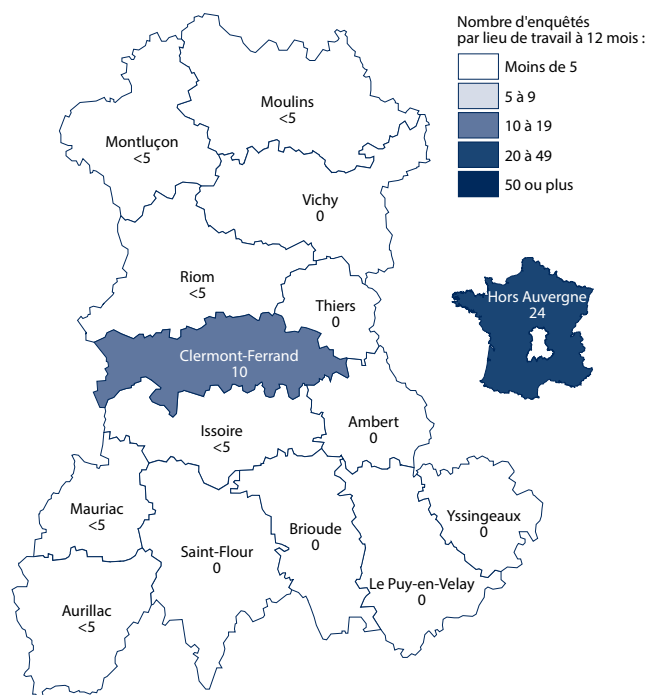 Nombre d'enquêtés
par lieu de travail à 12 mois :
Moins de 5
5 à 9
10 à 19
20 à 49
50 ou plus
Moulins
<5
Montluçon
<5
Vichy
0
Riom
<5
Thiers
0
Hors Auvergne
24
Clermont-Ferrand
10
Ambert
0
Issoire
<5
Mauriac
<5
Saint-Flour
0
Brioude
0
Yssingeaux
0
Le Puy-en-Velay
0
Aurillac
<5